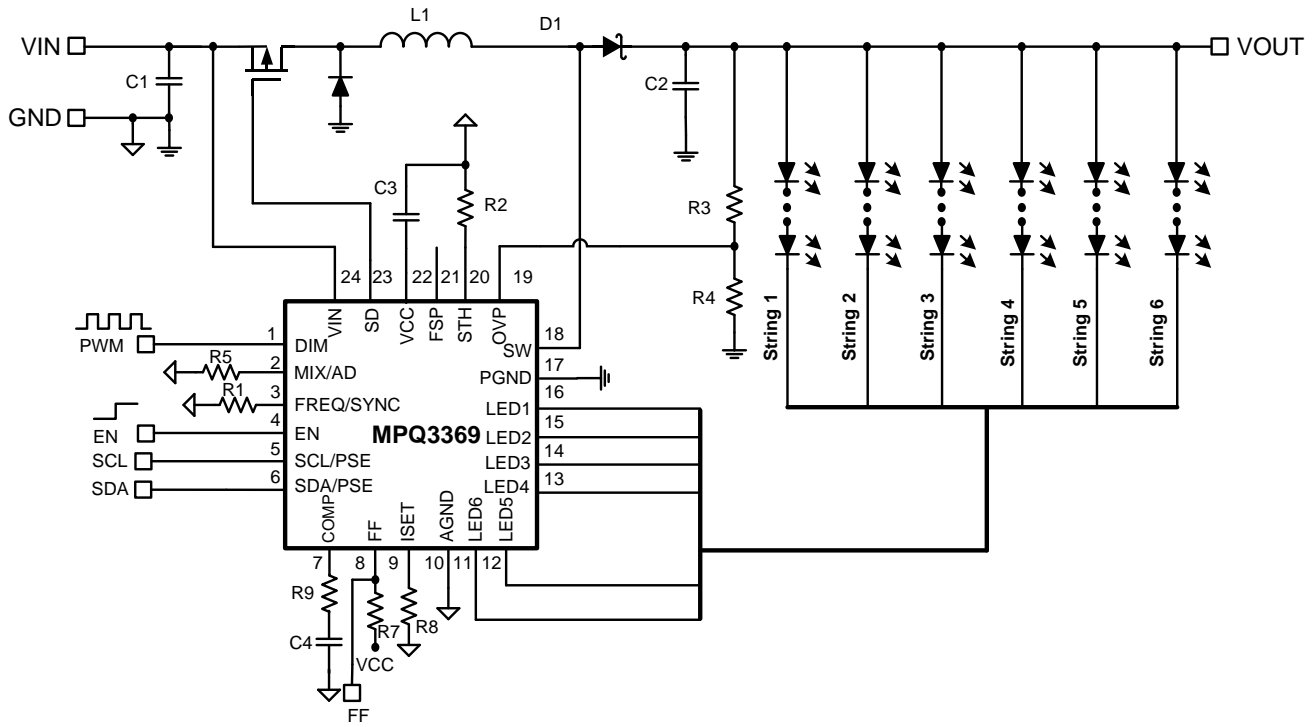 L1
D1
VIN
VOUT
C1
C2
GND
C3
R2
R3
R4
24
23
22
21
20
19
VIN
SD
VCC
FSP
STH
OVP
String 1
String 2
String 3
String 4
String 5
String 6
PWM
1
DIM
R5
2
MIX/AD
R1
3
FREQ/SYNC
4
EN
EN
SCL
5
SCL/PSE
SDA
6
SDA/PSE
MPQ3369
18
SW
17
PGND
16
LED1
15
LED2
14
LED3
13
LED4
COMP
FF
ISET
AGND
LED6
LED5
7
8
9
10
11
12
R9
R7
R8
C4
VCC
FF